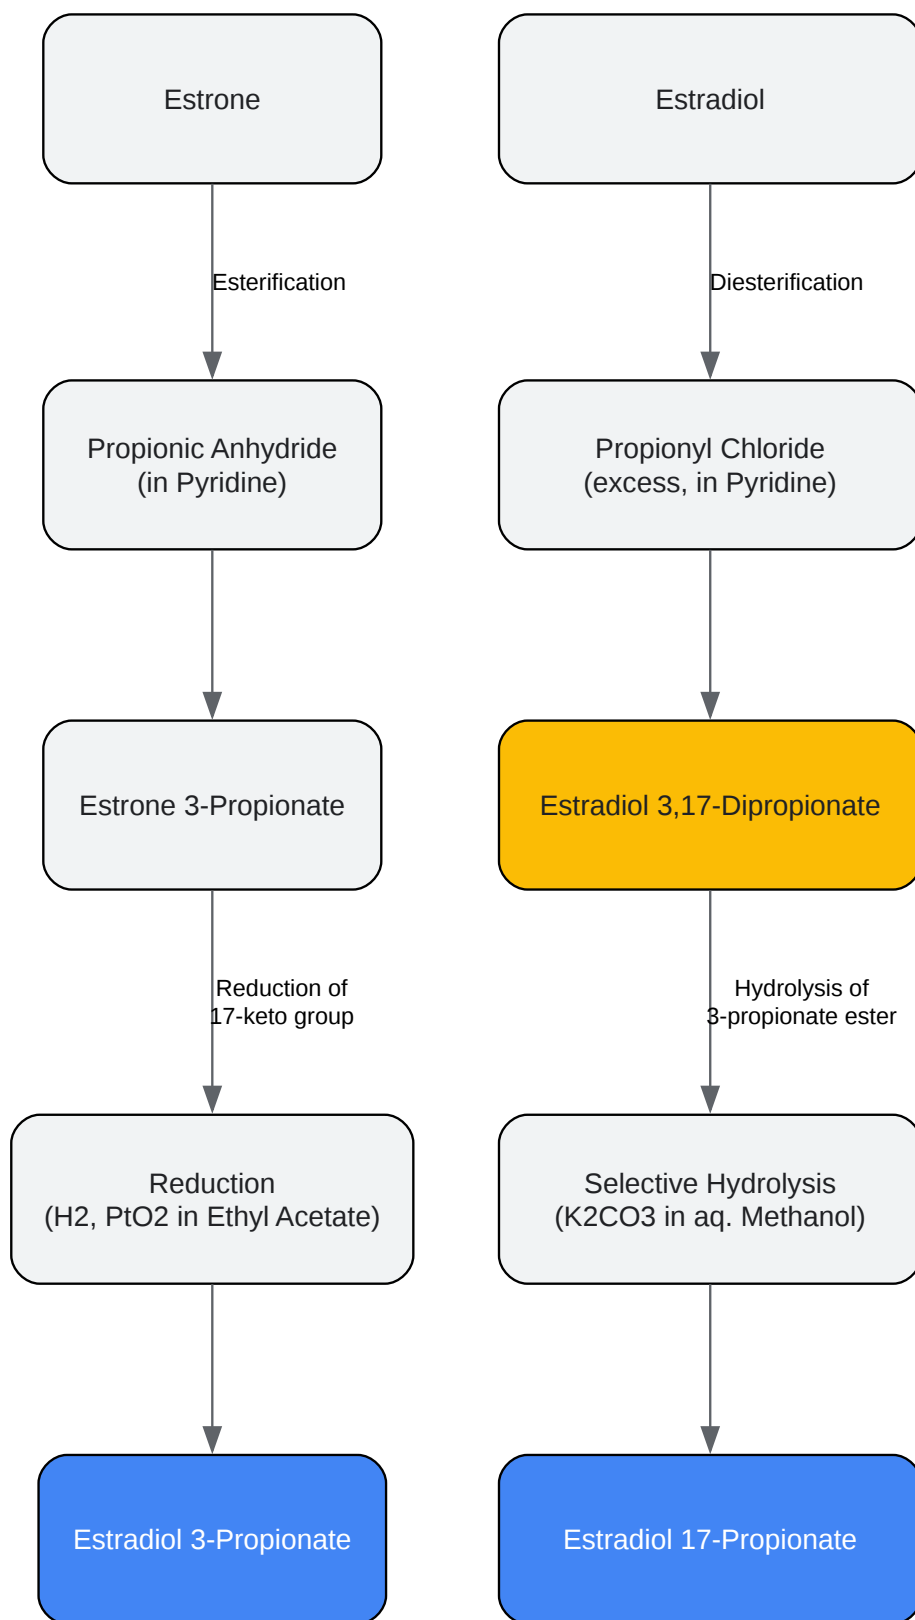 Estrone
Esterification
Propionic Anhydride
(in Pyridine)
Estrone 3-Propionate
Reduction of
17-keto group
Reduction
(H2, PtO2 in Ethyl Acetate)
Estradiol 3-Propionate
Estradiol
Diesterification
Propionyl Chloride
(excess, in Pyridine)
Estradiol 3,17-Dipropionate
Hydrolysis of
3-propionate ester
Selective Hydrolysis
(K2CO3 in aq. Methanol)
Estradiol 17-Propionate